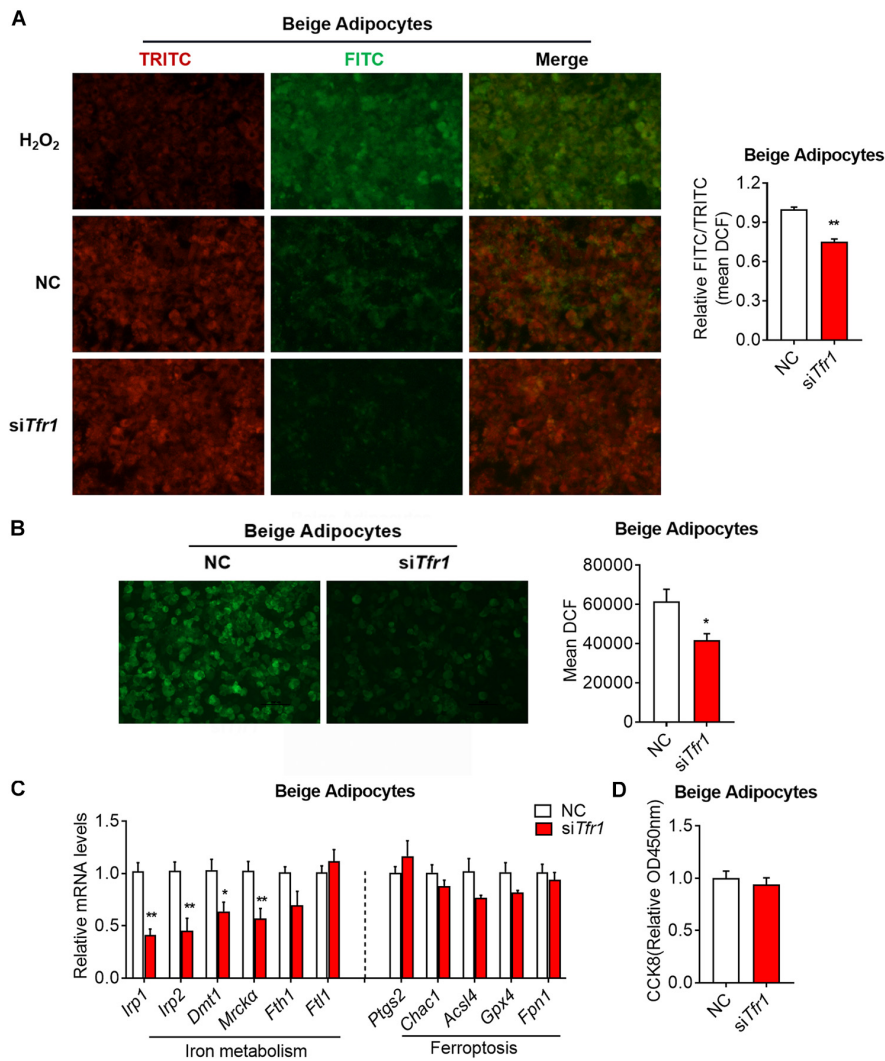 A
Beige Adipocytes
TRITC
FITC
Merge
H₂O₂
NC
siTfr1
Beige Adipocytes
Relative FITC/TRITC
(mean DCF)
1.2
0.9
0.6
0.3
0.0
**
NC
siTfr1
B
Beige Adipocytes
NC
siTfr1
Beige Adipocytes
Mean DCF
80000
60000
40000
20000
0
*
NC
siTfr1
C
Beige Adipocytes
NC
siTfr1
Relative mRNA levels
1.5
1.0
0.5
0.0
** ** * **
Irp1 Irp2 Dmt1 Mrckα Fth1 Ftl1 Ptgs2 Chac1 Acsl4 Gpx4 Fpn1
Iron metabolism
Ferroptosis
D
Beige Adipocytes
CCK8(Relative OD450nm)
1.5
1.0
0.5
0.0
NC
siTfr1